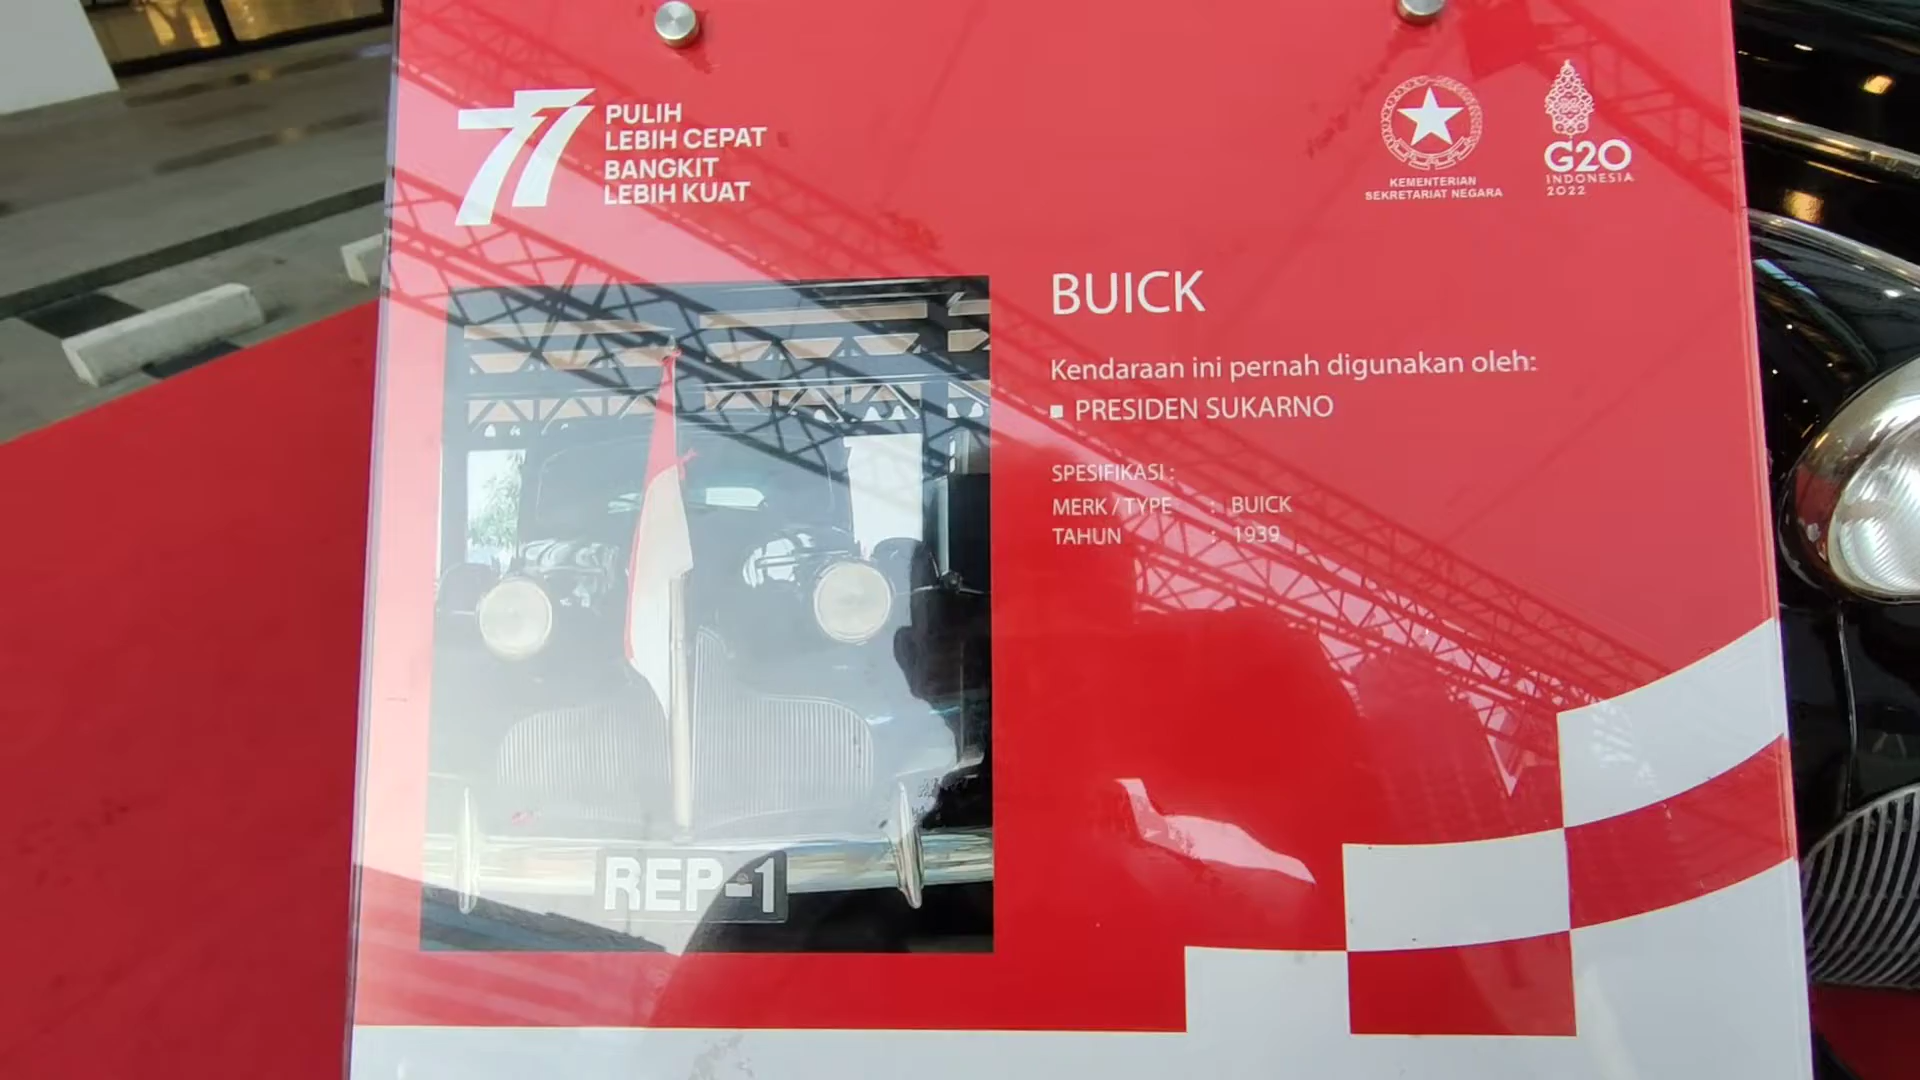 77
PULIH
LEBIH CEPAT
BANGKIT
LEBIH KUAT
KEMENTERIAN
SEKRETARIAT NEGARA
G20
INDONESIA
2022
BUICK
Kendaraan ini pernah digunakan oleh:
▪ PRESIDEN SUKARNO
SPESIFIKASI :
MERK / TYPE : BUICK
TAHUN : 1939
REP-1